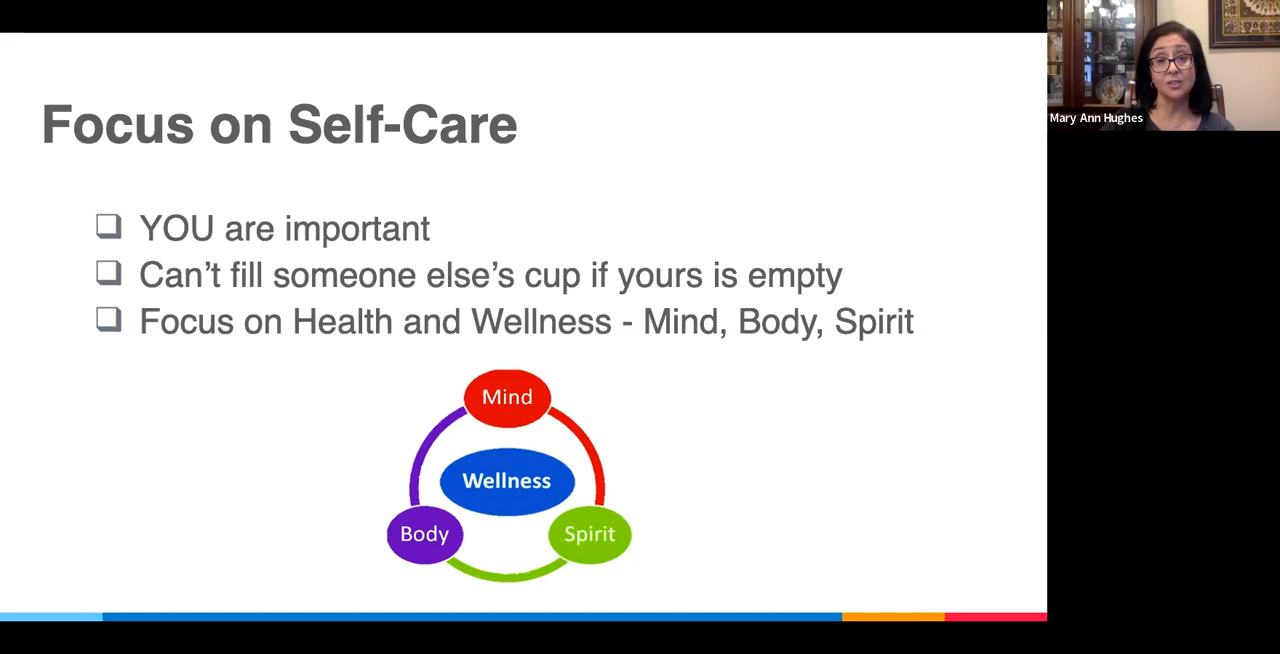 Focus on Self-Care
❑ YOU are important
❑ Can’t fill someone else’s cup if yours is empty
❑ Focus on Health and Wellness - Mind, Body, Spirit
Mind
Wellness
Body
Spirit
Mary Ann Hughes